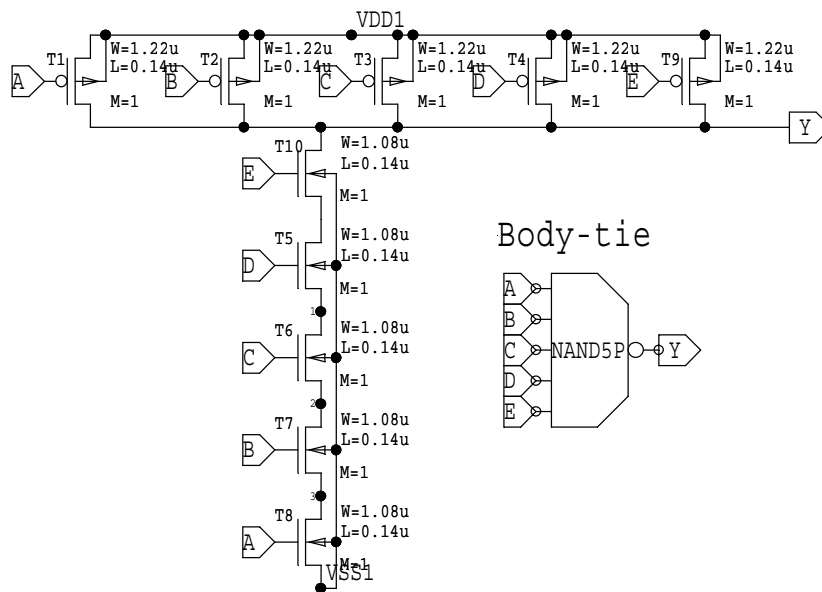 VDD1
T1
W=1.22u
L=0.14u
M=1
A
T2
W=1.22u
L=0.14u
M=1
B
T3
W=1.22u
L=0.14u
M=1
C
T4
W=1.22u
L=0.14u
M=1
D
T9
W=1.22u
L=0.14u
M=1
E
Y
T10
W=1.08u
L=0.14u
M=1
E
T5
W=1.08u
L=0.14u
M=1
D
1
T6
W=1.08u
L=0.14u
M=1
C
2
T7
W=1.08u
L=0.14u
M=1
B
3
T8
W=1.08u
L=0.14u
M=1
A
VSS1
Body-tie
A
B
C
D
E
NAND5P
Y